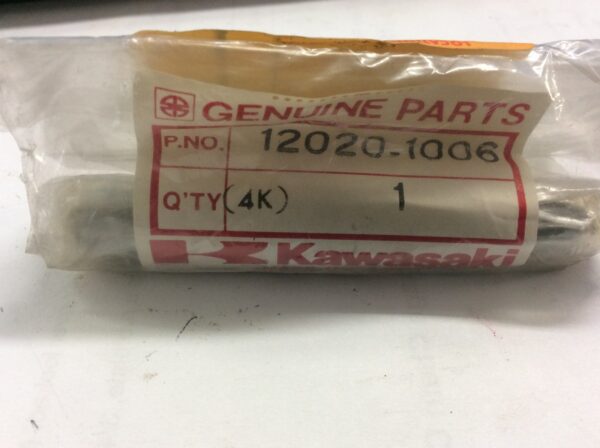 GENUINE PARTS
P.NO. 12020-1006
Q'TY (4K) 1
Kawasaki